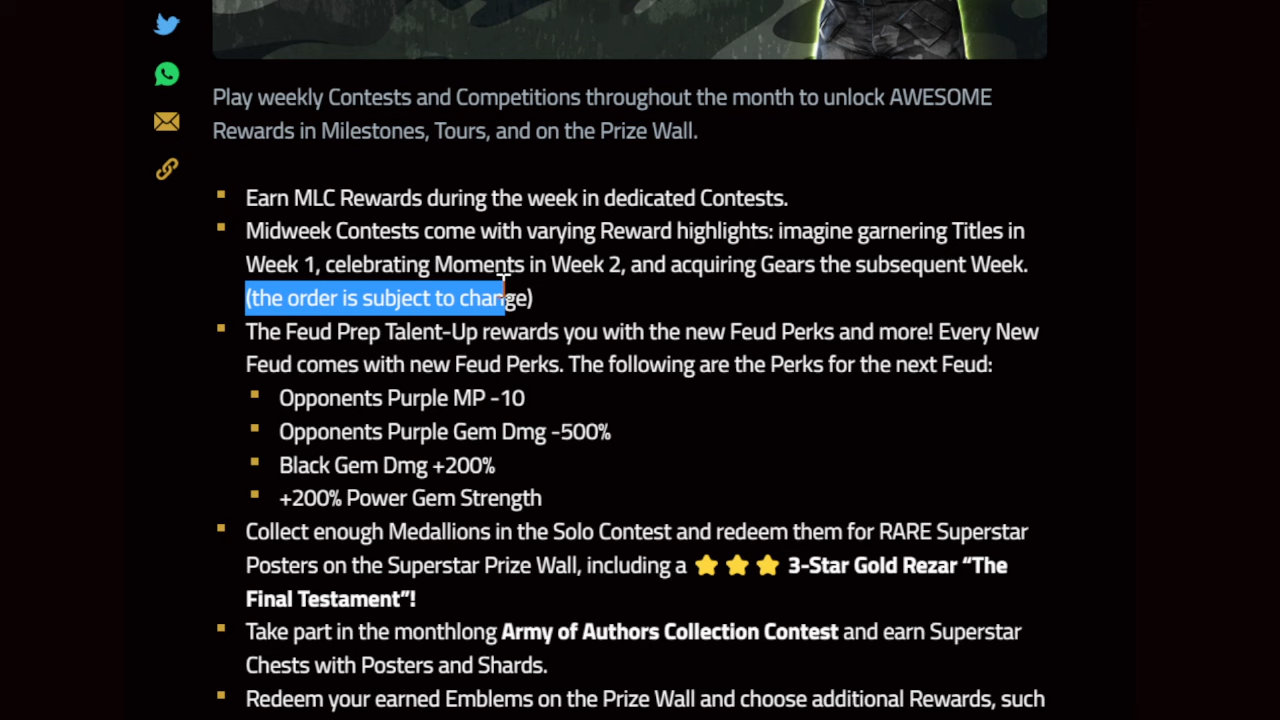 Play weekly Contests and Competitions throughout the month to unlock AWESOME
Rewards in Milestones, Tours, and on the Prize Wall.
Earn MLC Rewards during the week in dedicated Contests.
Midweek Contests come with varying Reward highlights: imagine garnering Titles in
Week 1, celebrating Moments in Week 2, and acquiring Gears the subsequent Week.
(the order is subject to change)
The Feud Prep Talent-Up rewards you with the new Feud Perks and more! Every New
Feud comes with new Feud Perks. The following are the Perks for the next Feud:
Opponents Purple MP -10
Opponents Purple Gem Dmg -500%
Black Gem Dmg +200%
+200% Power Gem Strength
Collect enough Medallions in the Solo Contest and redeem them for RARE Superstar
Posters on the Superstar Prize Wall, including a ⭐ ⭐ ⭐ 3-Star Gold Rezar “The
Final Testament”!
Take part in the monthlong Army of Authors Collection Contest and earn Superstar
Chests with Posters and Shards.
Redeem your earned Emblems on the Prize Wall and choose additional Rewards, such